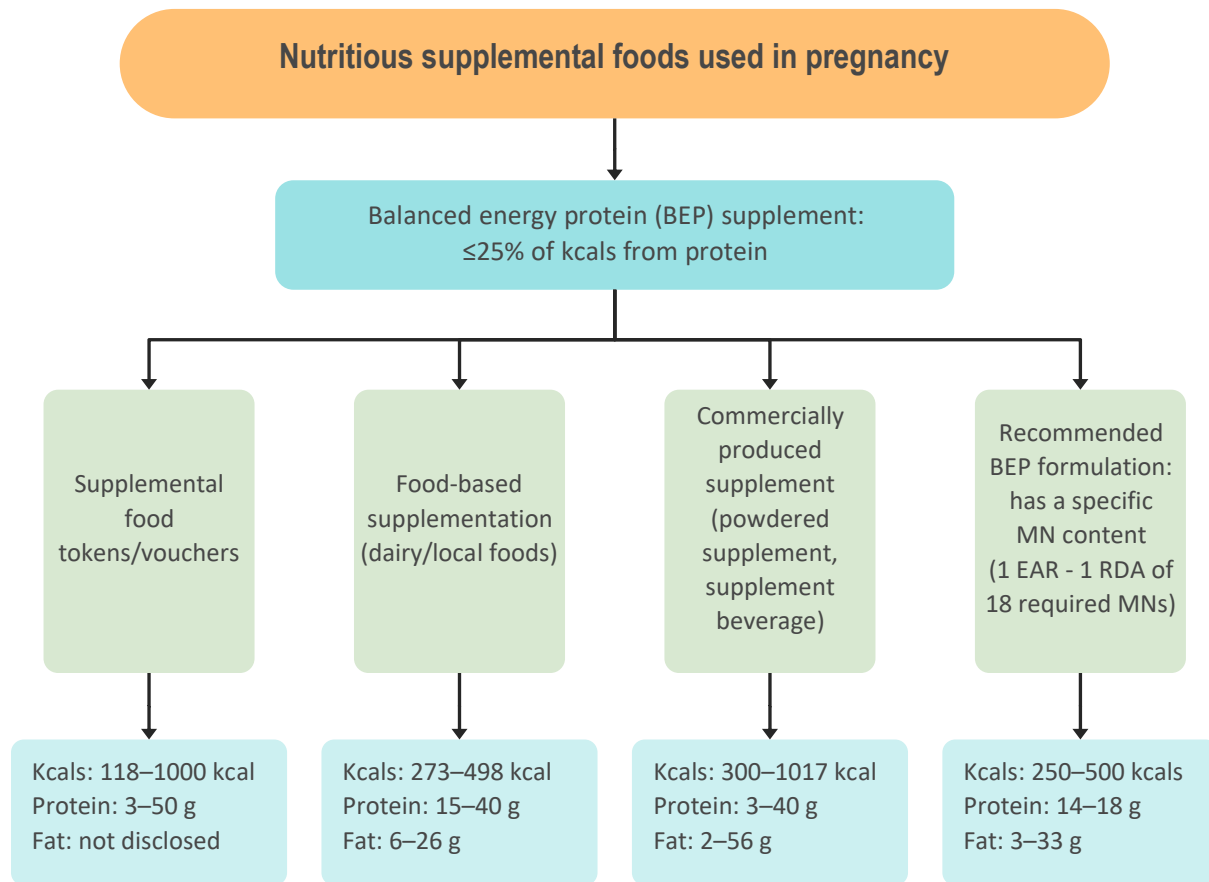 Nutritious supplemental foods used in pregnancy
Balanced energy protein (BEP) supplement:
≤25% of kcals from protein
Supplemental
food
tokens/vouchers
Food-based
supplementation
(dairy/local foods)
Commercially
produced
supplement
(powdered
supplement,
supplement
beverage)
Recommended
BEP formulation:
has a specific
MN content
(1 EAR - 1 RDA of
18 required MNs)
Kcals: 118–1000 kcal
Protein: 3–50 g
Fat: not disclosed
Kcals: 273–498 kcal
Protein: 15–40 g
Fat: 6–26 g
Kcals: 300–1017 kcal
Protein: 3–40 g
Fat: 2–56 g
Kcals: 250–500 kcals
Protein: 14–18 g
Fat: 3–33 g